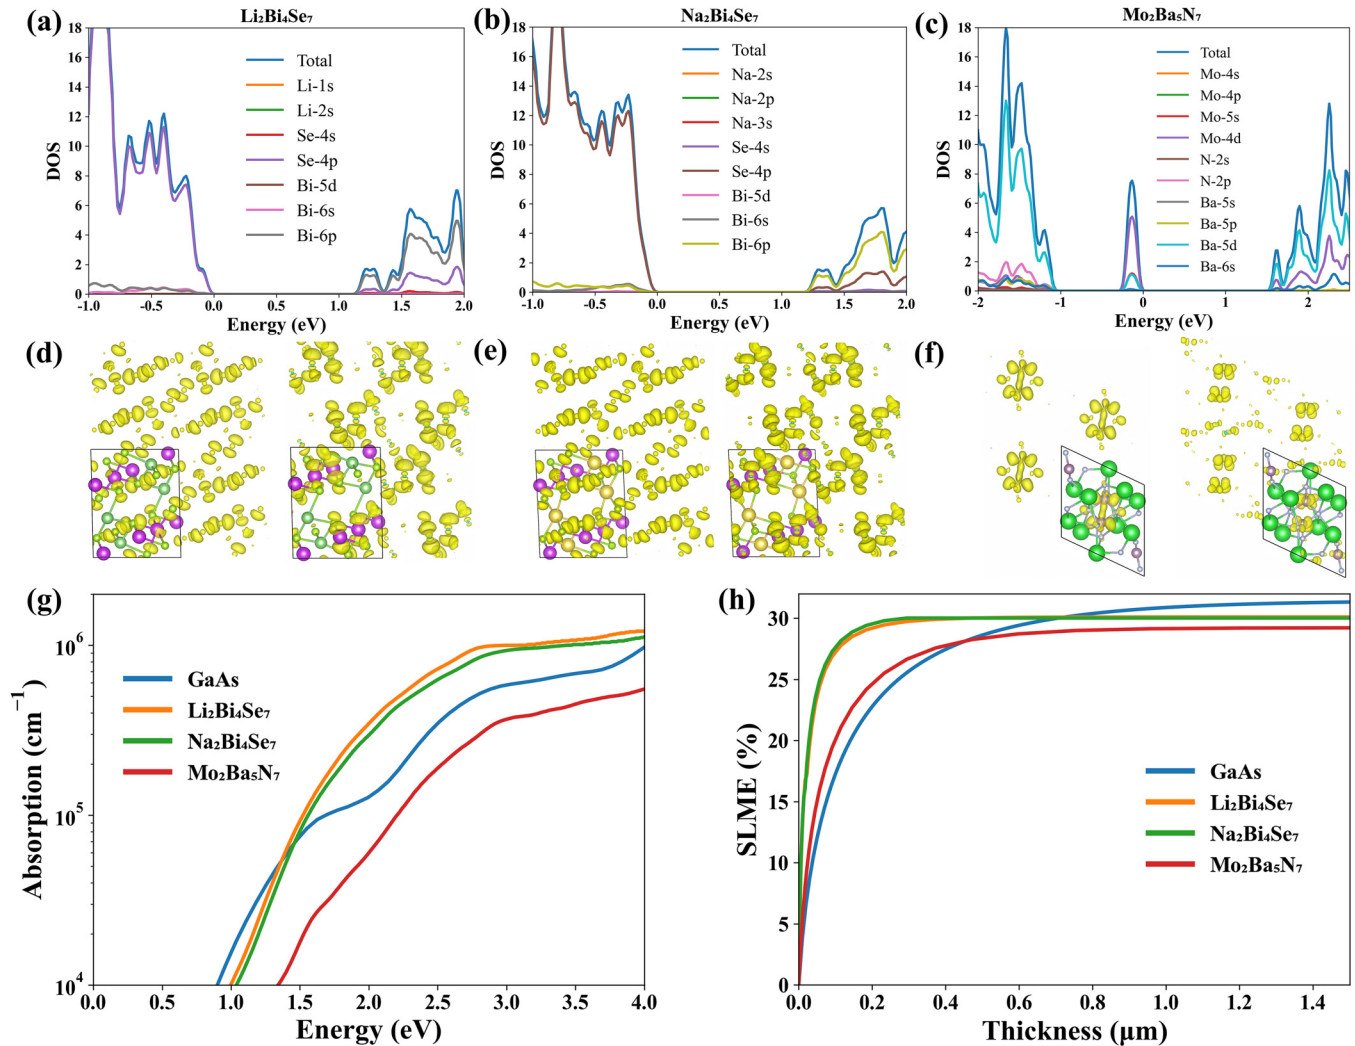 (a)
Li₂Bi₄Se₇
DOS
18
16
14
12
10
8
6
4
2
0
Total
Li-1s
Li-2s
Se-4s
Se-4p
Bi-5d
Bi-6s
Bi-6p
-1.0
-0.5
0.0
0.5
1.0
1.5
2.0
Energy (eV)
(b)
Na₂Bi₄Se₇
DOS
18
16
14
12
10
8
6
4
2
0
Total
Na-2s
Na-2p
Na-3s
Se-4s
Se-4p
Bi-5d
Bi-6s
Bi-6p
-1.0
-0.5
0.0
0.5
1.0
1.5
2.0
Energy (eV)
(c)
Mo₂Ba₅N₇
DOS
18
16
14
12
10
8
6
4
2
0
Total
Mo-4s
Mo-4p
Mo-5s
Mo-4d
N-2s
N-2p
Ba-5s
Ba-5p
Ba-5d
Ba-6s
-2
-1
0
1
2
Energy (eV)
(d)
(e)
(f)
(g)
Absorption (cm⁻¹)
10⁶
10⁵
10⁴
GaAs
Li₂Bi₄Se₇
Na₂Bi₄Se₇
Mo₂Ba₅N₇
0.0
0.5
1.0
1.5
2.0
2.5
3.0
3.5
4.0
Energy (eV)
(h)
SLME (%)
30
25
20
15
10
5
0
GaAs
Li₂Bi₄Se₇
Na₂Bi₄Se₇
Mo₂Ba₅N₇
0.0
0.2
0.4
0.6
0.8
1.0
1.2
1.4
Thickness (μm)